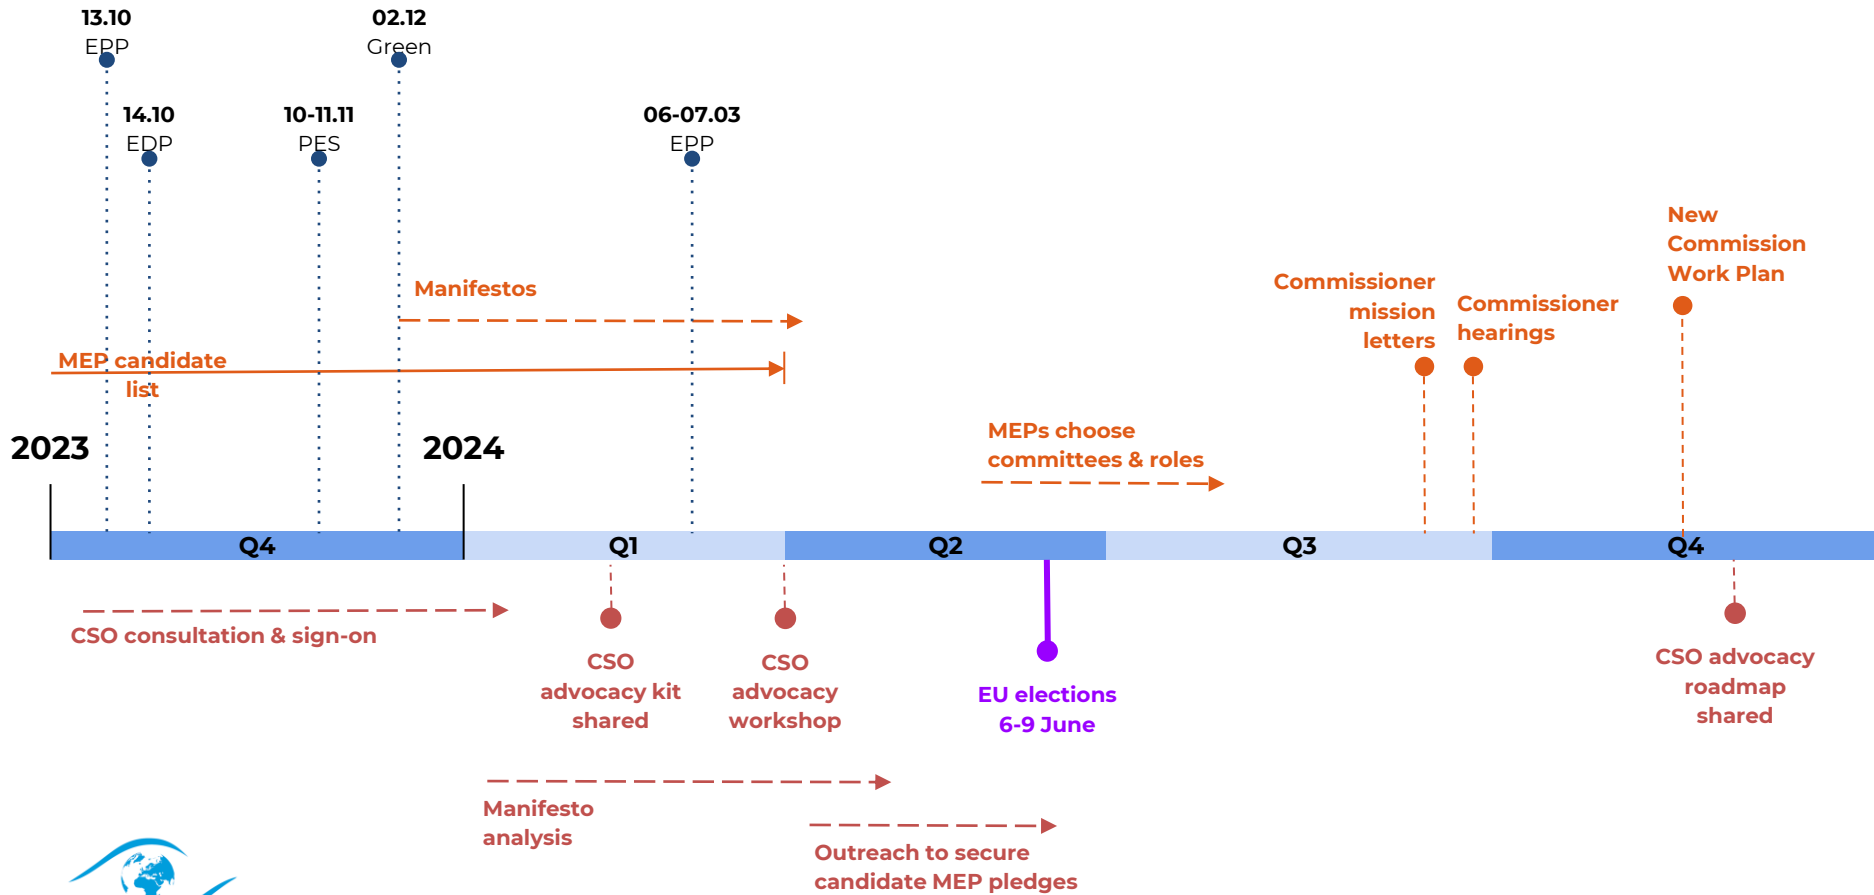 13.10
EPP
02.12
Green
14.10
EDP
10-11.11
PES
06-07.03
EPP
New
Commission
Work Plan
Commissioner
mission
letters
Commissioner
hearings
Manifestos
MEP candidate
list
MEPs choose
committees & roles
2023
2024
Q4
Q1
Q2
Q3
Q4
CSO consultation & sign-on
CSO
advocacy kit
shared
CSO
advocacy
workshop
EU elections
6-9 June
CSO advocacy
roadmap
shared
Manifesto
analysis
Outreach to secure
candidate MEP pledges